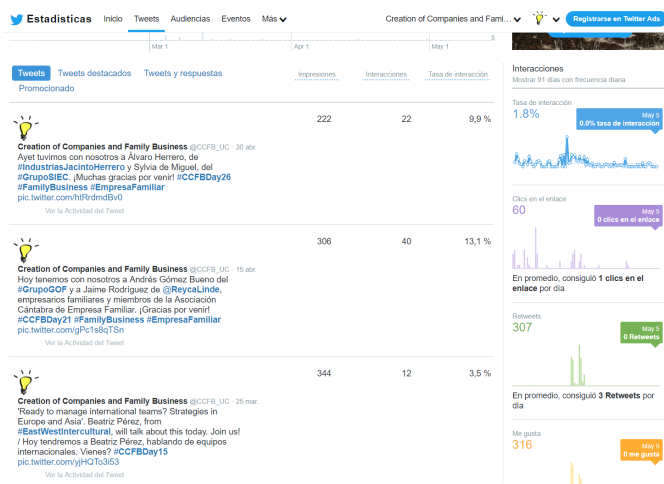 Estadísticas Inicio Tweets Audiencias Eventos Más Creation of Companies and Fami... Registrarse en Twitter Ads
5
Mar 1 Apr 1 May 1
Tweets Tweets destacados Tweets y respuestas Impresiones Interacciones Tasa de interacción
Promocionado
222 22 9,9 %
Creation of Companies and Family Business @CCFB_UC · 30 abr.
Ayet tuvimos con nosotros a Álvaro Herrero, de
#IndustriasJacintoHerrero y Sylvia de Miguel, del
#GrupoSIEC. ¡Muchas gracias por venir! #CCFBDay26
#FamilyBusiness #EmpresaFamiliar
pic.twitter.com/htRrdmdBv0
Ver la Actividad del Tweet
306 40 13,1 %
Creation of Companies and Family Business @CCFB_UC · 15 abr.
Hoy tenemos con nosotros a Andrés Gómez Bueno del
#GrupoGOF y a Jaime Rodríguez de @ReycaLinde,
empresarios familiares y miembros de la Asociación
Cántabra de Empresa Familiar. ¡Gracias por venir!
#CCFBDay21 #FamilyBusiness #EmpresaFamiliar
pic.twitter.com/gPc1s8qTSn
Ver la Actividad del Tweet
344 12 3,5 %
Creation of Companies and Family Business @CCFB_UC · 25 mar.
'Ready to manage international teams? Strategies in
Europe and Asia'. Beatriz Pérez, from
#EastWestIntercultural, will talk about this today. Join us!
/ Hoy tendremos a Beatriz Pérez, hablando de equipos
internacionales. Vienes? #CCFBDay15
pic.twitter.com/yjHQTo3i53
Ver la Actividad del Tweet
Interacciones
Mostrar 91 días con frecuencia diaria
Tasa de interacción
1.8%
May 5
0.0% tasa de interacción
Clics en el enlace
60
May 5
0 clics en el enlace
En promedio, consiguió 1 clics en el
enlace por día
Retweets
307
May 5
0 Retweets
En promedio, consiguió 3 Retweets por
día
Me gusta
316
May 5
0 me gusta